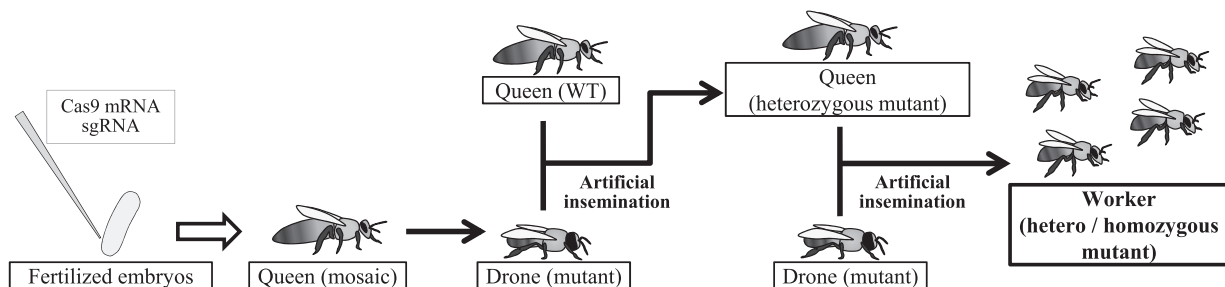 Cas9 mRNA
sgRNA
Fertilized embryos
Queen (mosaic)
Queen (WT)
Artificial
insemination
Drone (mutant)
Queen
(heterozygous mutant)
Artificial
insemination
Drone (mutant)
Worker
(hetero / homozygous
mutant)